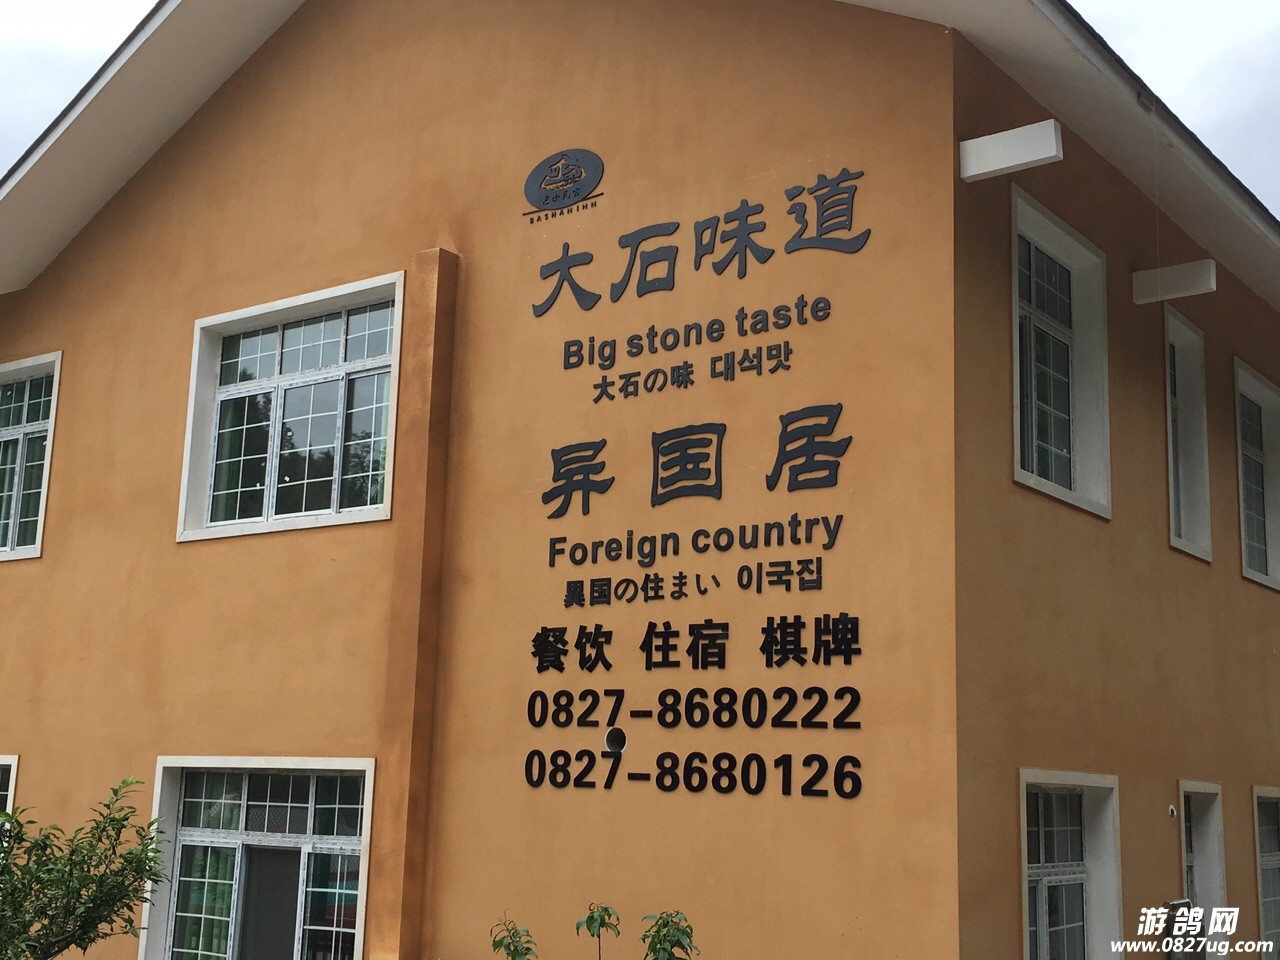 BASHANINN
大石味道
Big stone taste
大石の味 대석맛
异国居
Foreign country
異国の住まい 이국집
餐饮 住宿 棋牌
0827-8680222
0827-8680126
游鸽网
www.0827ug.com